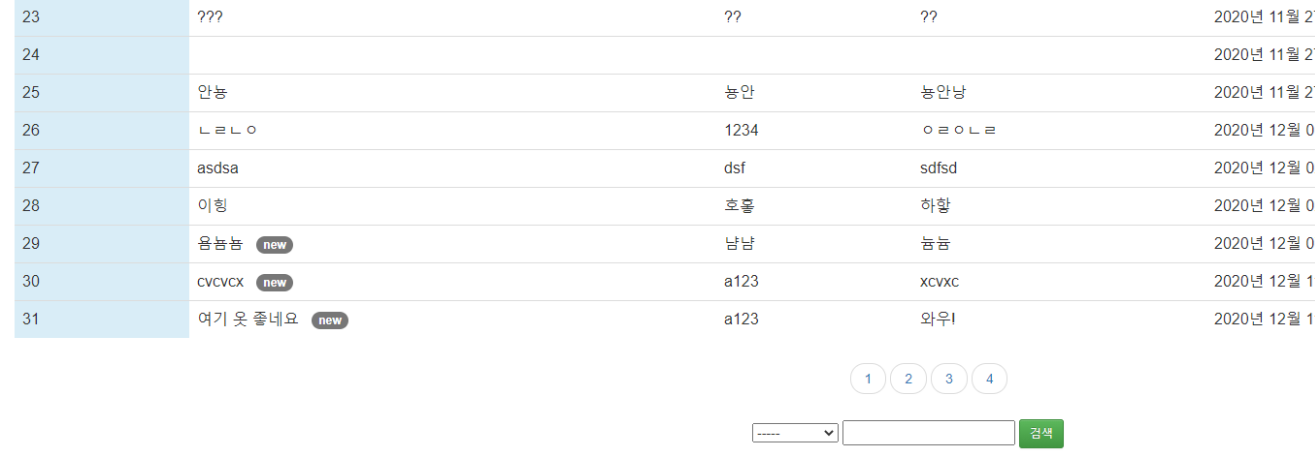 23 ??? ?? ?? 2020년 11월 2
24 2020년 11월 2
25 안뇽 뇽안 뇽안낭 2020년 11월 2
26 ㄴㄹㄴㅇ 1234 ㅇㄹㅇㄴㄹ 2020년 12월 0
27 asdsa dsf sdfsd 2020년 12월 0
28 이힝 호홓 하핳 2020년 12월 0
29 욤뇸뇸 new 냠냠 늄늄 2020년 12월 0
30 cvcvcx new a123 xcvxc 2020년 12월 1
31 여기 옷 좋네요 new a123 와우! 2020년 12월 1
1 2 3 4
----- 검색